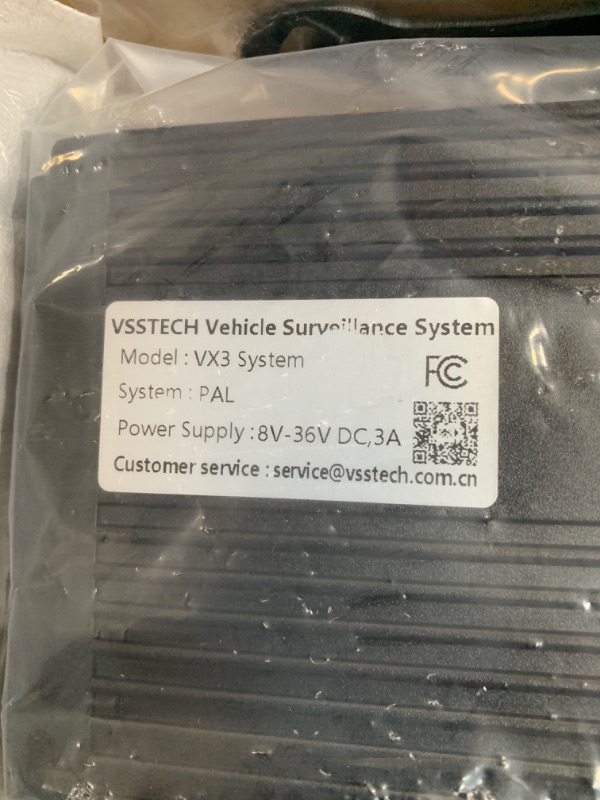 VSSTECH Vehicle Surveillance System
Model : VX3 System
FC
System : PAL
Power Supply : 8V-36V DC,3A
Customer service : service@vsstech.com.cn